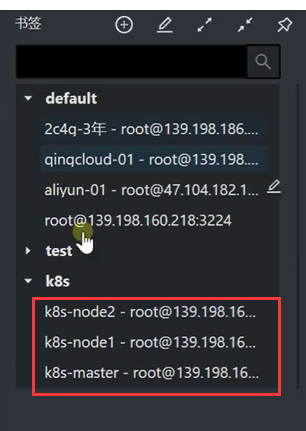 书签
default
2c4q-3年 - root@139.198.186....
qingcloud-01 - root@139.198....
aliyun-01 - root@47.104.182.1...
root@139.198.160.218:3224
test
k8s
k8s-node2 - root@139.198.16...
k8s-node1 - root@139.198.16...
k8s-master - root@139.198.16...